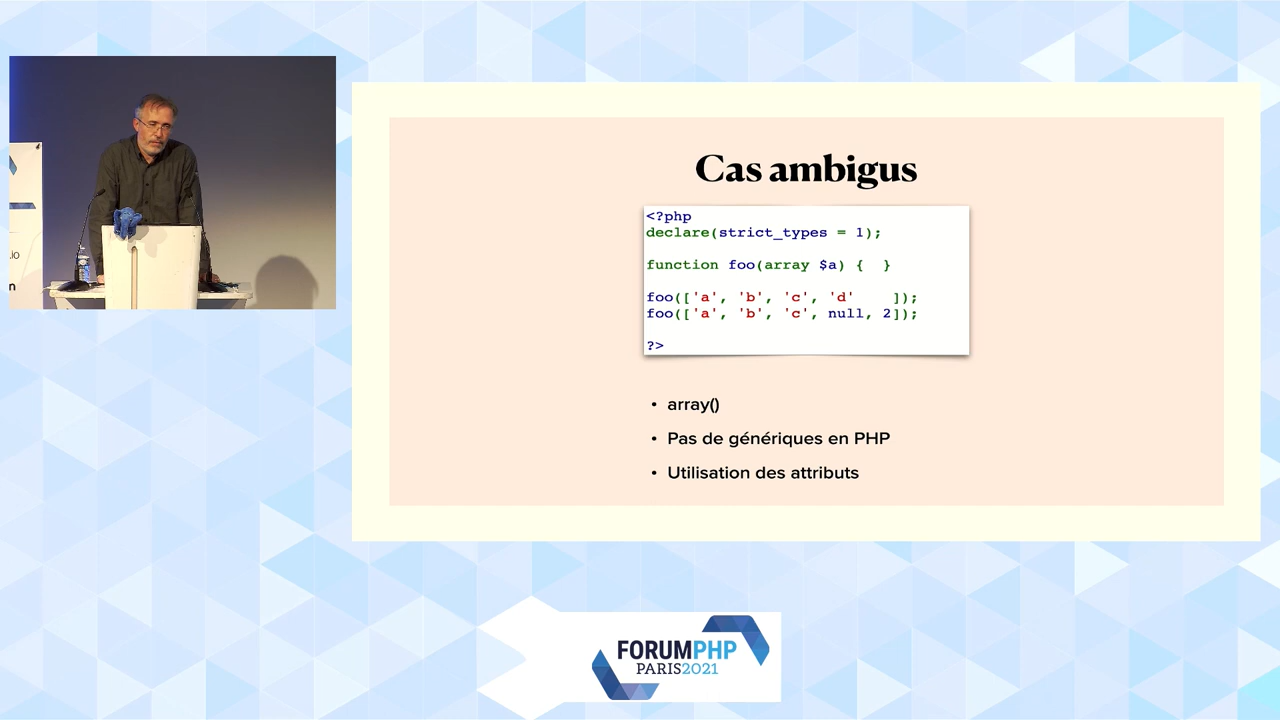 .io
n
Cas ambigus
<?php
declare(strict_types = 1);
function foo(array $a) {  }
foo(['a', 'b', 'c', 'd'    ]);
foo(['a', 'b', 'c', null, 2]);
?>
• array()
• Pas de génériques en PHP
• Utilisation des attributs
FORUMPHP
PARIS2021